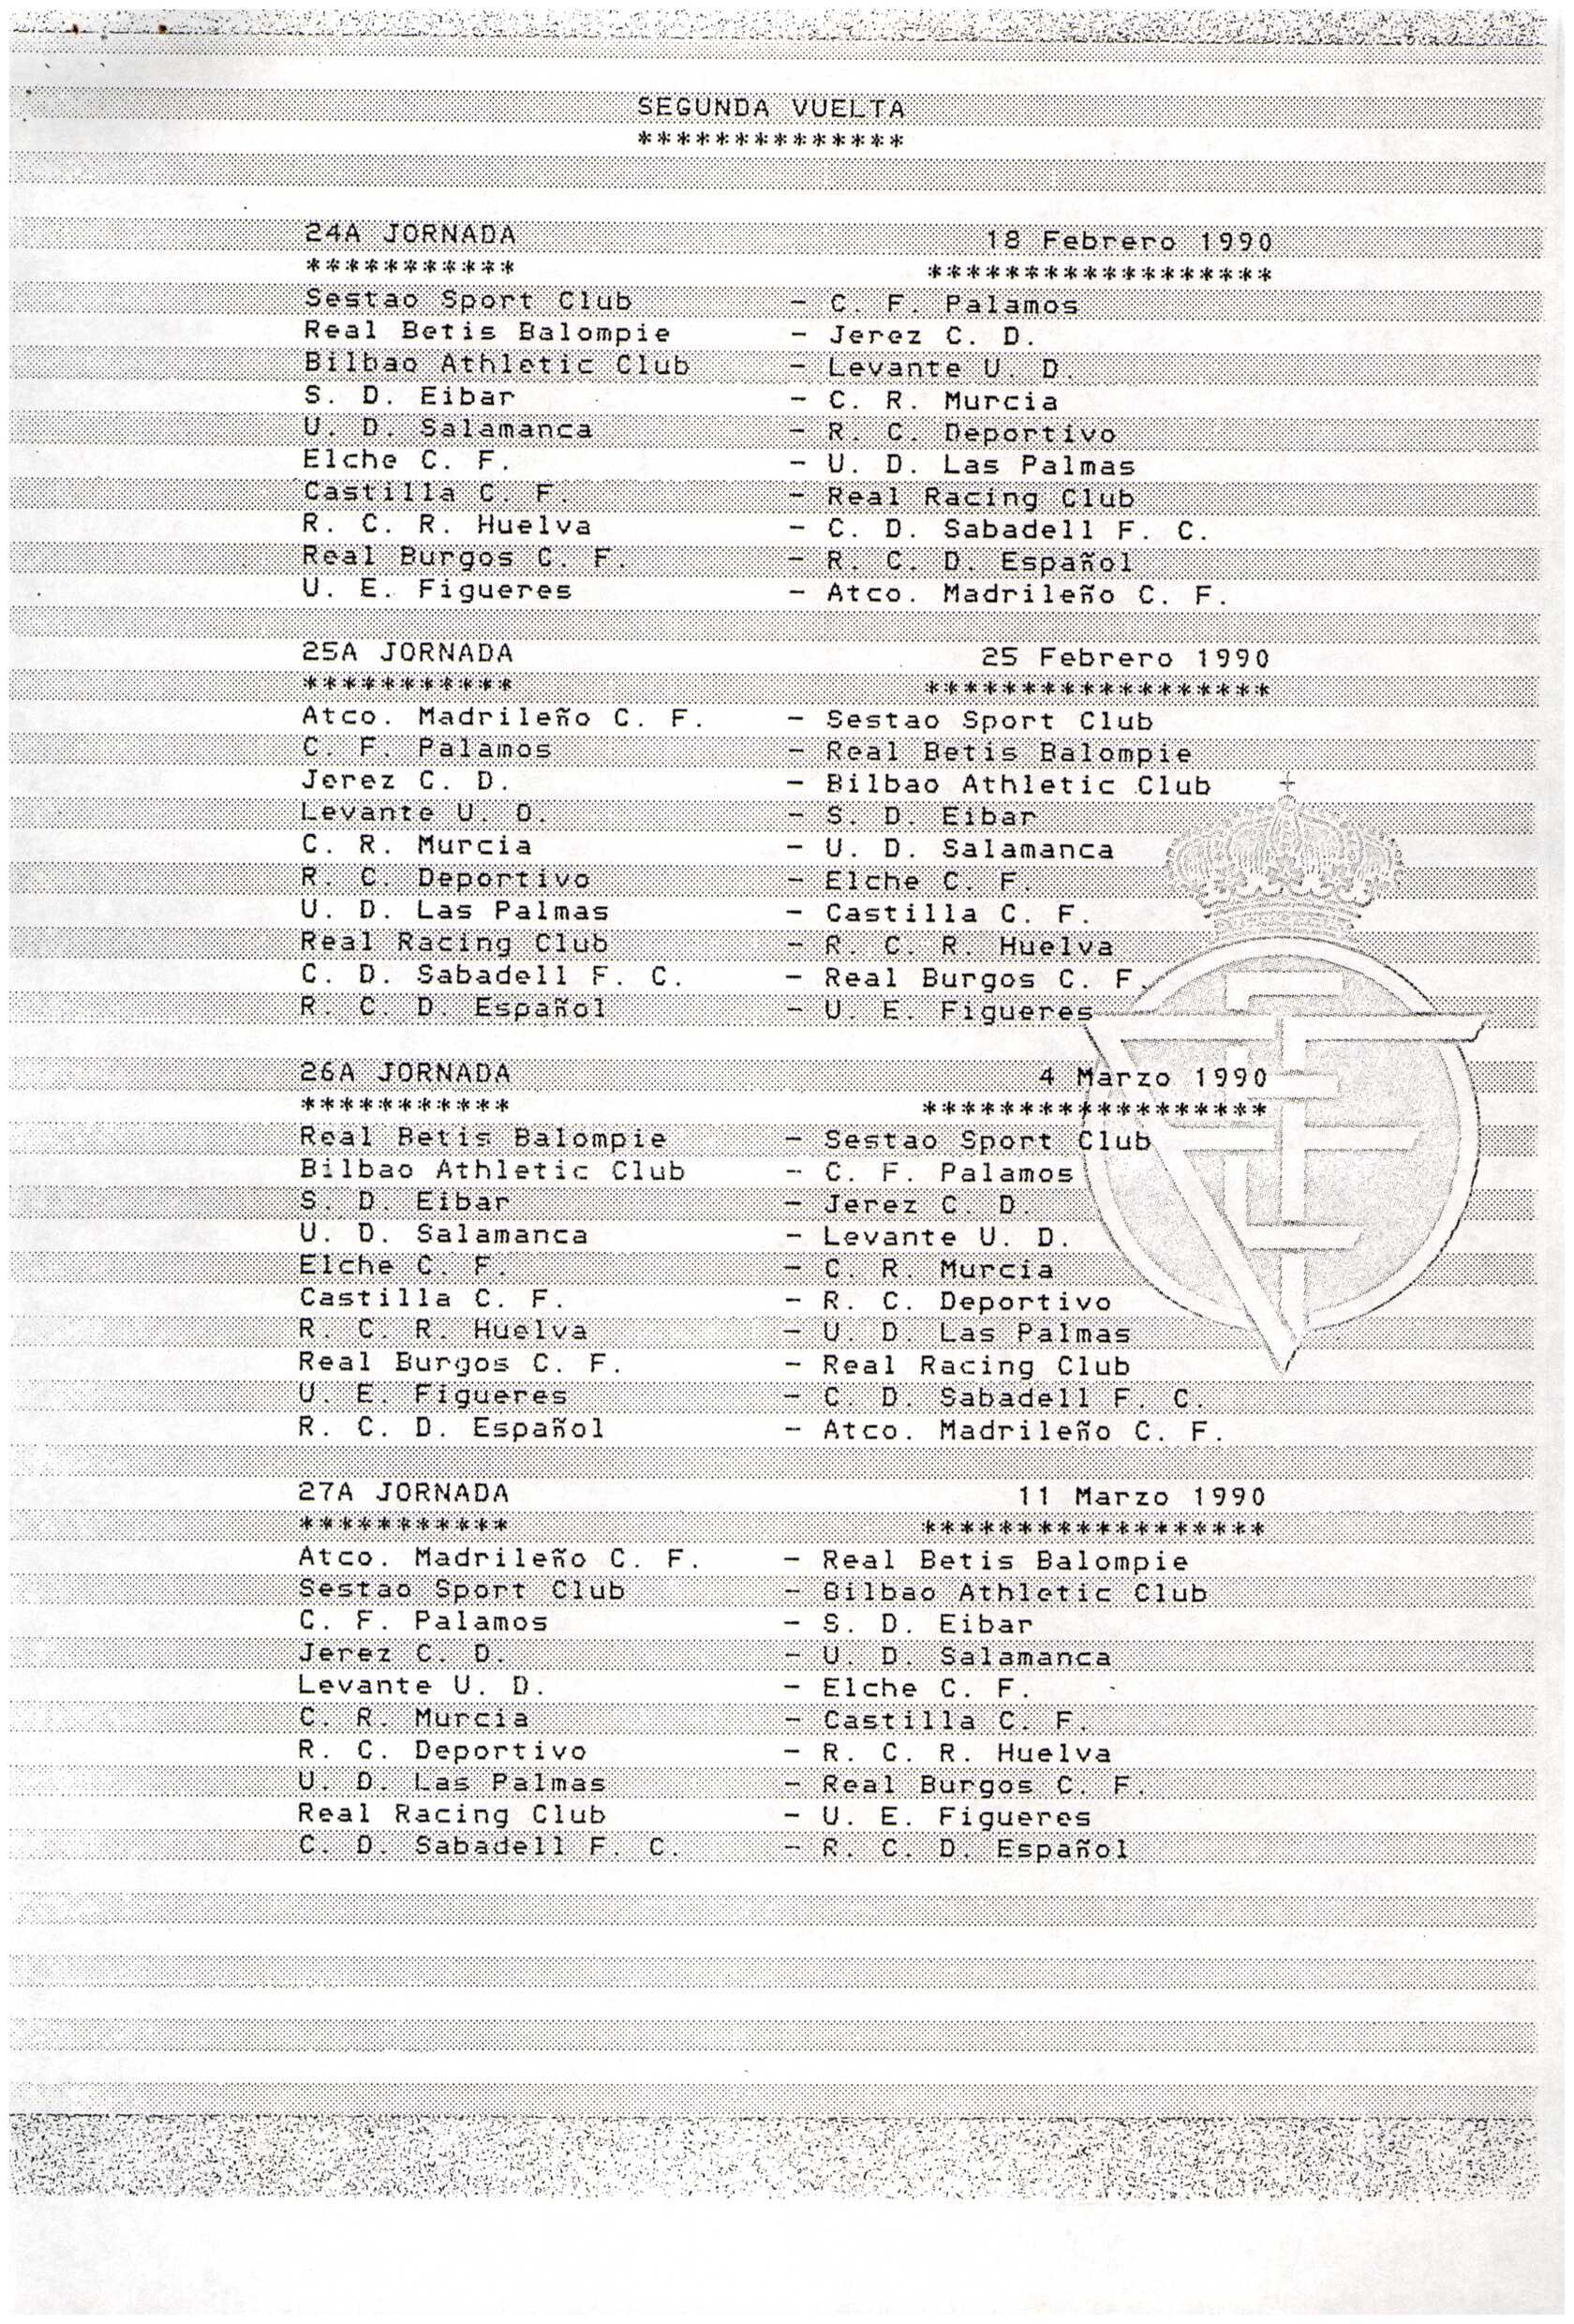 SEGUNDA VUELTA
**************
24A JORNADA 18 Febrero 1990
*********** ******************
Sestao Sport Club - C. F. Palamos
Real Betis Balompie - Jerez C. D.
Bilbao Athletic Club - Levante U. D.
S. D. Eibar - C. R. Murcia
U. D. Salamanca - R. C. Deportivo
Elche C. F. - U. D. Las Palmas
Castilla C. F. - Real Racing Club
R. C. R. Huelva - C. D. Sabadell F. C.
Real Burgos C. F. - R. C. D. Español
U. E. Figueres - Atco. Madrileño C. F.
25A JORNADA 25 Febrero 1990
*********** ******************
Atco. Madrileño C. F. - Sestao Sport Club
C. F. Palamos - Real Betis Balompie
Jerez C. D. - Bilbao Athletic Club
Levante U. D. - S. D. Eibar
C. R. Murcia - U. D. Salamanca
R. C. Deportivo - Elche C. F.
U. D. Las Palmas - Castilla C. F.
Real Racing Club - R. C. R. Huelva
C. D. Sabadell F. C. - Real Burgos C. F.
R. C. D. Español - U. E. Figueres
26A JORNADA 4 Marzo 1990
*********** ******************
Real Betis Balompie - Sestao Sport Club
Bilbao Athletic Club - C. F. Palamos
S. D. Eibar - Jerez C. D.
U. D. Salamanca - Levante U. D.
Elche C. F. - C. R. Murcia
Castilla C. F. - R. C. Deportivo
R. C. R. Huelva - U. D. Las Palmas
Real Burgos C. F. - Real Racing Club
U. E. Figueres - C. D. Sabadell F. C.
R. C. D. Español - Atco. Madrileño C. F.
27A JORNADA 11 Marzo 1990
*********** ******************
Atco. Madrileño C. F. - Real Betis Balompie
Sestao Sport Club - Bilbao Athletic Club
C. F. Palamos - S. D. Eibar
Jerez C. D. - U. D. Salamanca
Levante U. D. - Elche C. F.
C. R. Murcia - Castilla C. F.
R. C. Deportivo - R. C. R. Huelva
U. D. Las Palmas - Real Burgos C. F.
Real Racing Club - U. E. Figueres
C. D. Sabadell F. C. - R. C. D. Español